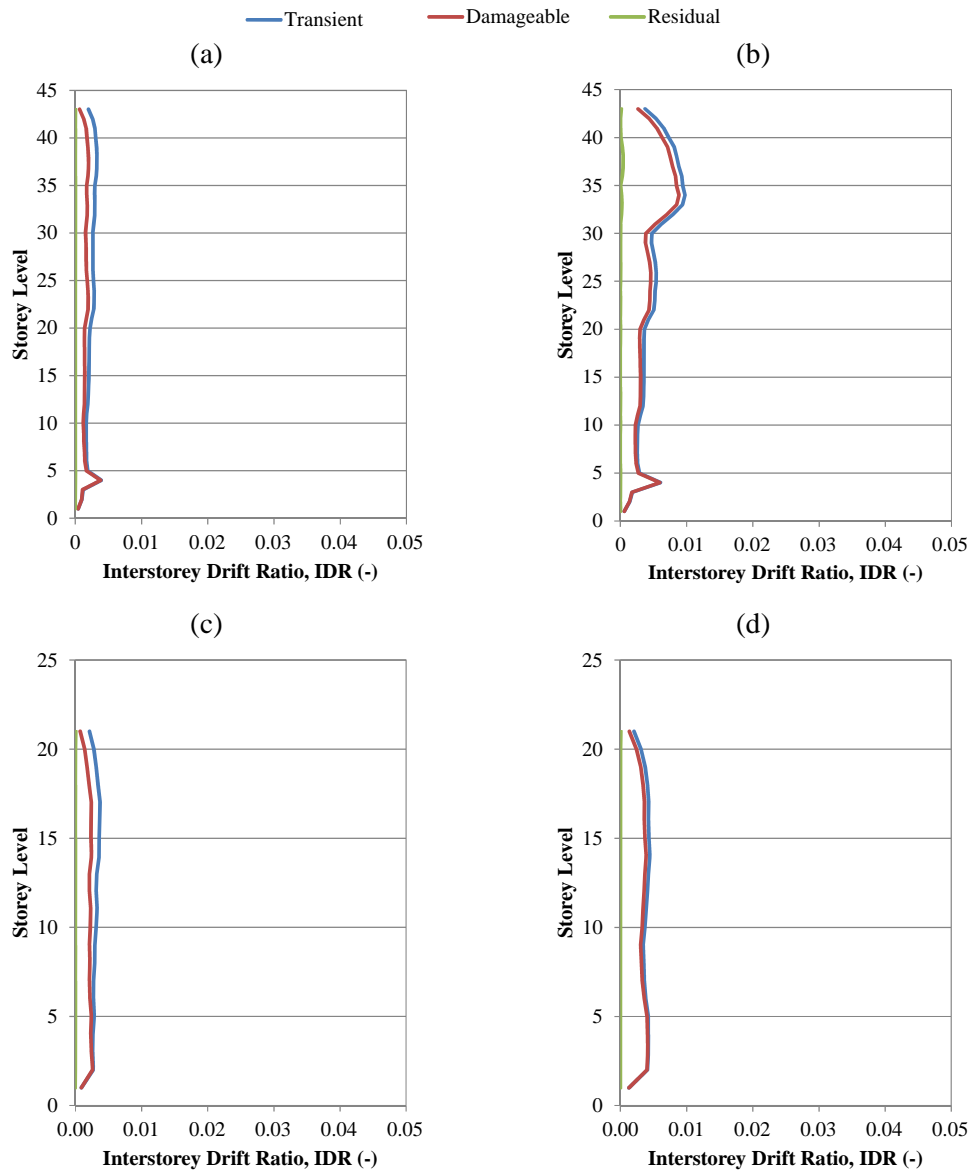 Transient Damageable Residual
(a)
(b)
45
40
35
30
25
20
15
10
5
0
Storey Level
0 0.01 0.02 0.03 0.04 0.05
Interstorey Drift Ratio, IDR (-)
45
40
35
30
25
20
15
10
5
0
Storey Level
0 0.01 0.02 0.03 0.04 0.05
Interstorey Drift Ratio, IDR (-)
(c)
(d)
25
20
15
10
5
0
Storey Level
0.00 0.01 0.02 0.03 0.04 0.05
Interstorey Drift Ratio, IDR (-)
25
20
15
10
5
0
Storey Level
0 0.01 0.02 0.03 0.04 0.05
Interstorey Drift Ratio, IDR (-)